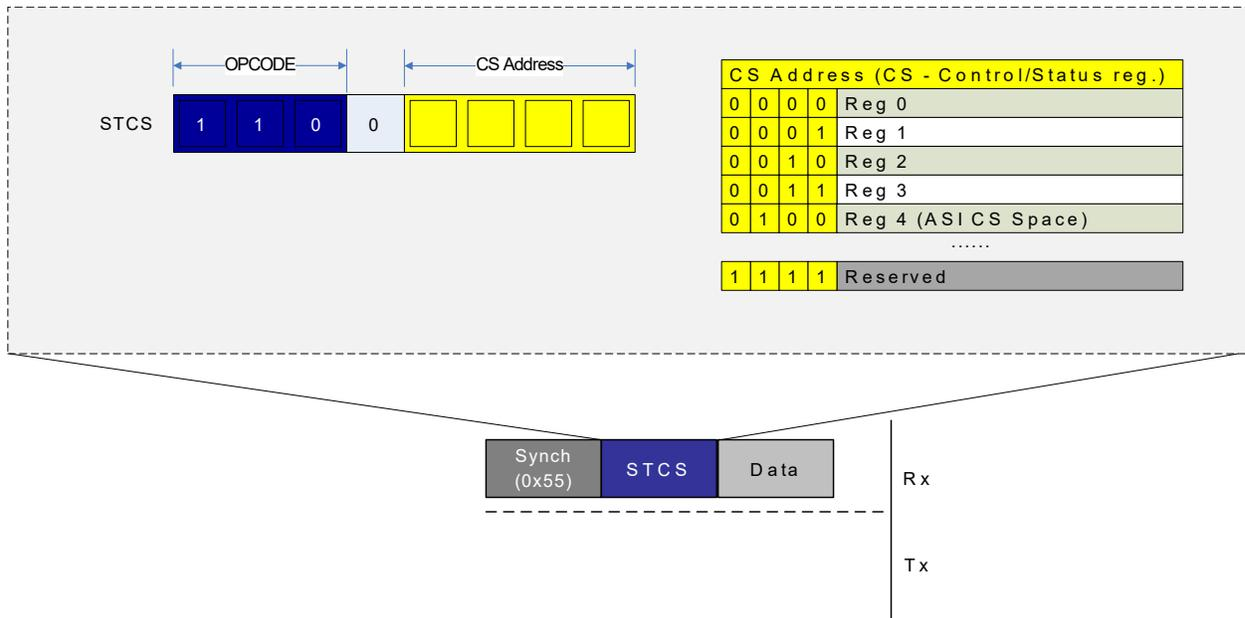 OPCODE CS Address
STCS 1 1 0 0
CS Address (CS - Control/Status reg.)
0 0 0 0 Reg 0
0 0 0 1 Reg 1
0 0 1 0 Reg 2
0 0 1 1 Reg 3
0 1 0 0 Reg 4 (ASI CS Space)
......
1 1 1 1 Reserved
Synch
(0x55)
STCS
Data
Rx
Tx